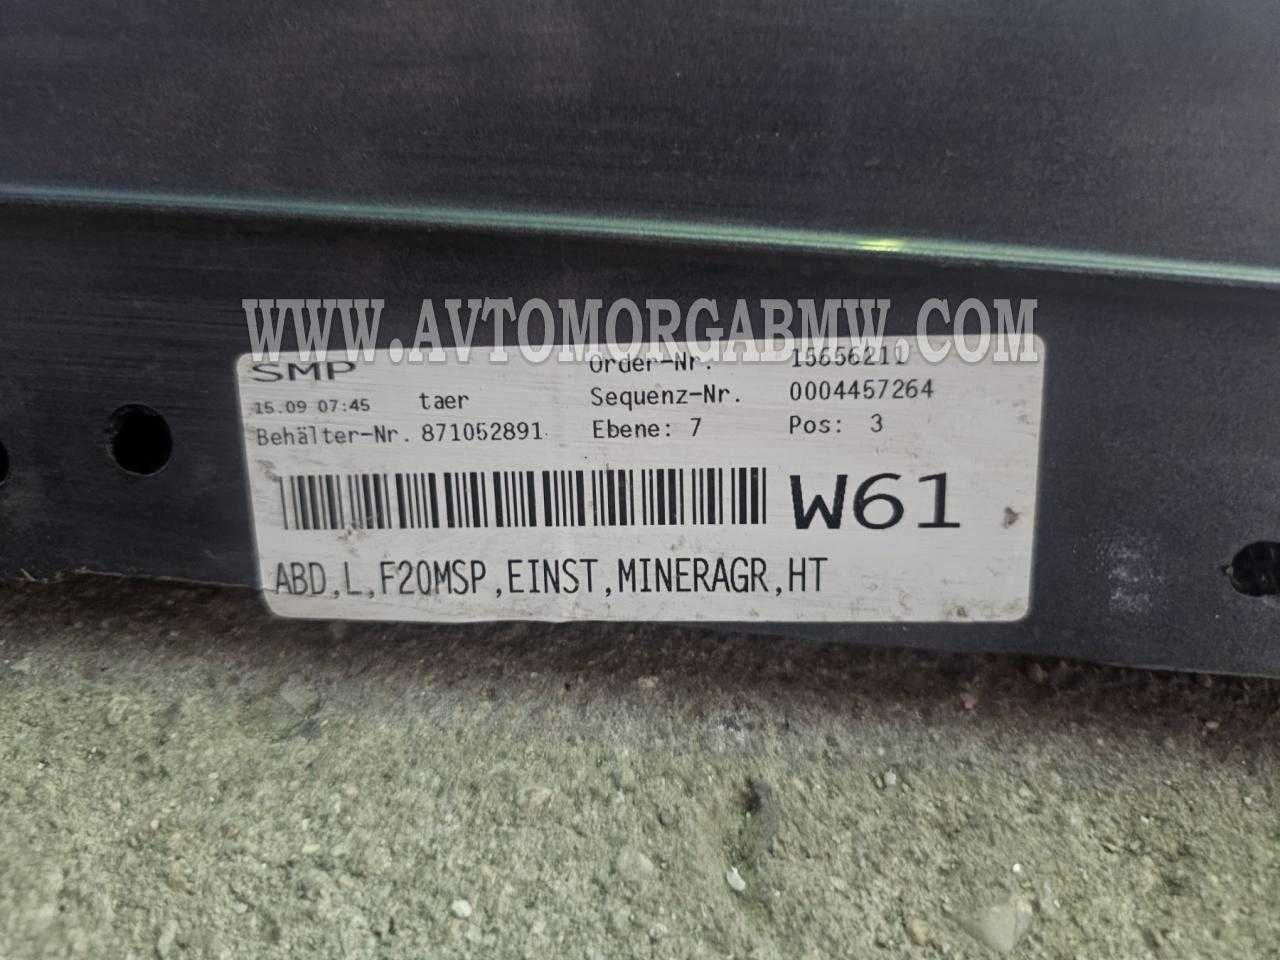 WWW.AVTOMORGABMW.COM
SMP Order-Nr. 15656211
15.09 07:45 taer Sequenz-Nr. 0004457264
Behälter-Nr. 871052891 Ebene: 7 Pos: 3
W61
ABD,L,F20MSP,EINST,MINERAGR,HT